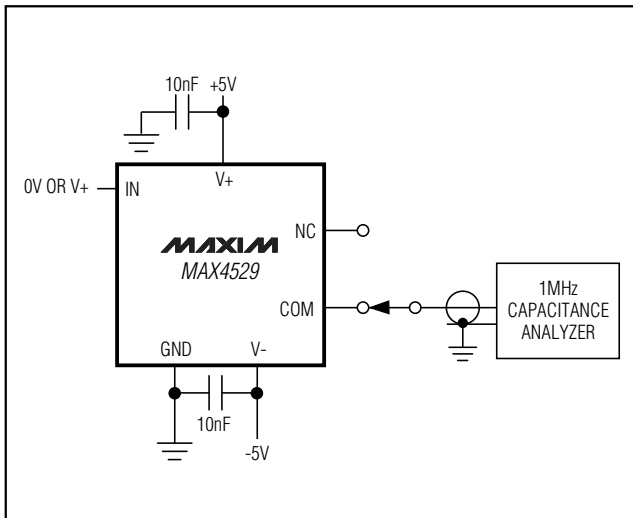 10nF
+5V
0V OR V+
IN
V+
NC
MAXIM
MAX4529
COM
1MHz
CAPACITANCE
ANALYZER
GND
V-
10nF
-5V